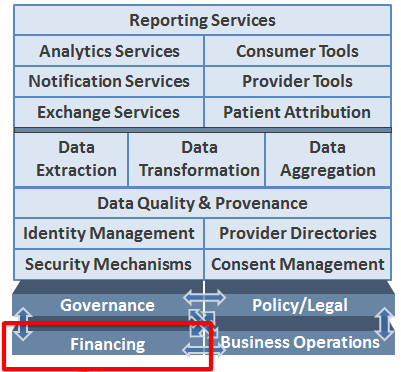 Reporting Services
Analytics Services Consumer Tools
Notification Services Provider Tools
Exchange Services Patient Attribution
Data Extraction Data Transformation Data Aggregation
Data Quality & Provenance
Identity Management Provider Directories
Security Mechanisms Consent Management
Governance Policy/Legal
Financing Business Operations